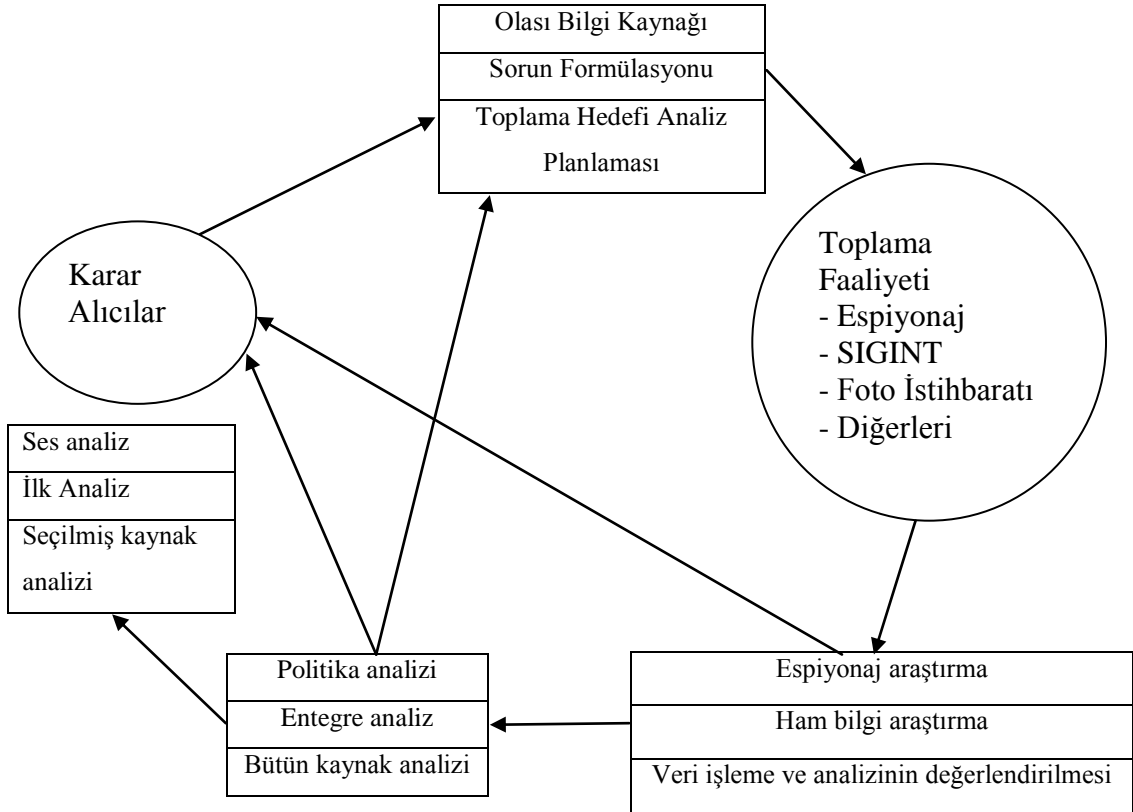 Olası Bilgi Kaynağı
Sorun Formülasyonu
Toplama Hedefi Analiz
Planlaması
Karar
Alıcılar
Toplama
Faaliyeti
- Espiyonaj
- SIGINT
- Foto İstihbaratı
- Diğerleri
Ses analiz
İlk Analiz
Seçilmiş kaynak
analizi
Politika analizi
Entegre analiz
Bütün kaynak analizi
Espiyonaj araştırma
Ham bilgi araştırma
Veri işleme ve analizinin değerlendirilmesi